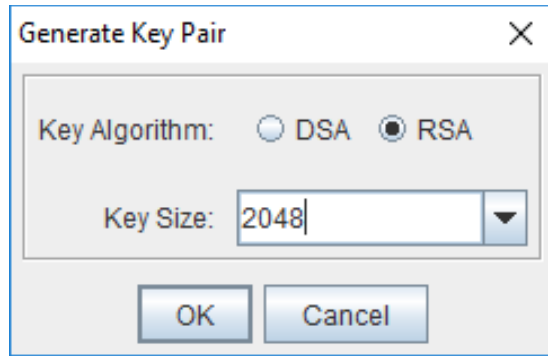 Generate Key Pair
Key Algorithm: DSA RSA
Key Size: 2048
OK Cancel